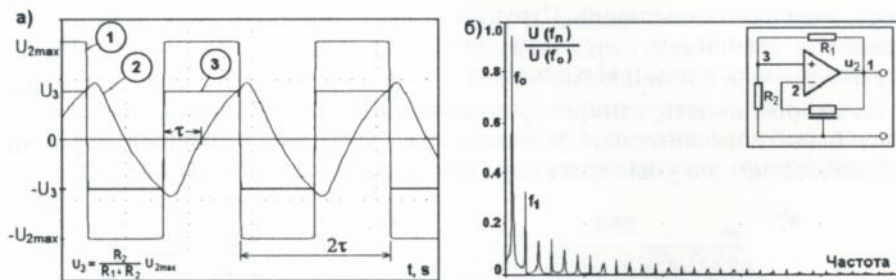 а)
U2max
U3
0
-U3
-U2max
1
2
3
τ
2τ
U3 = R2 / R1 + R2 U2max
t, s
б)
1.0
0.8
0.6
0.4
0.2
0
U (fn)
U (fo)
fo
f1
Частота
R1
3
+
u2
1
R2
2
-